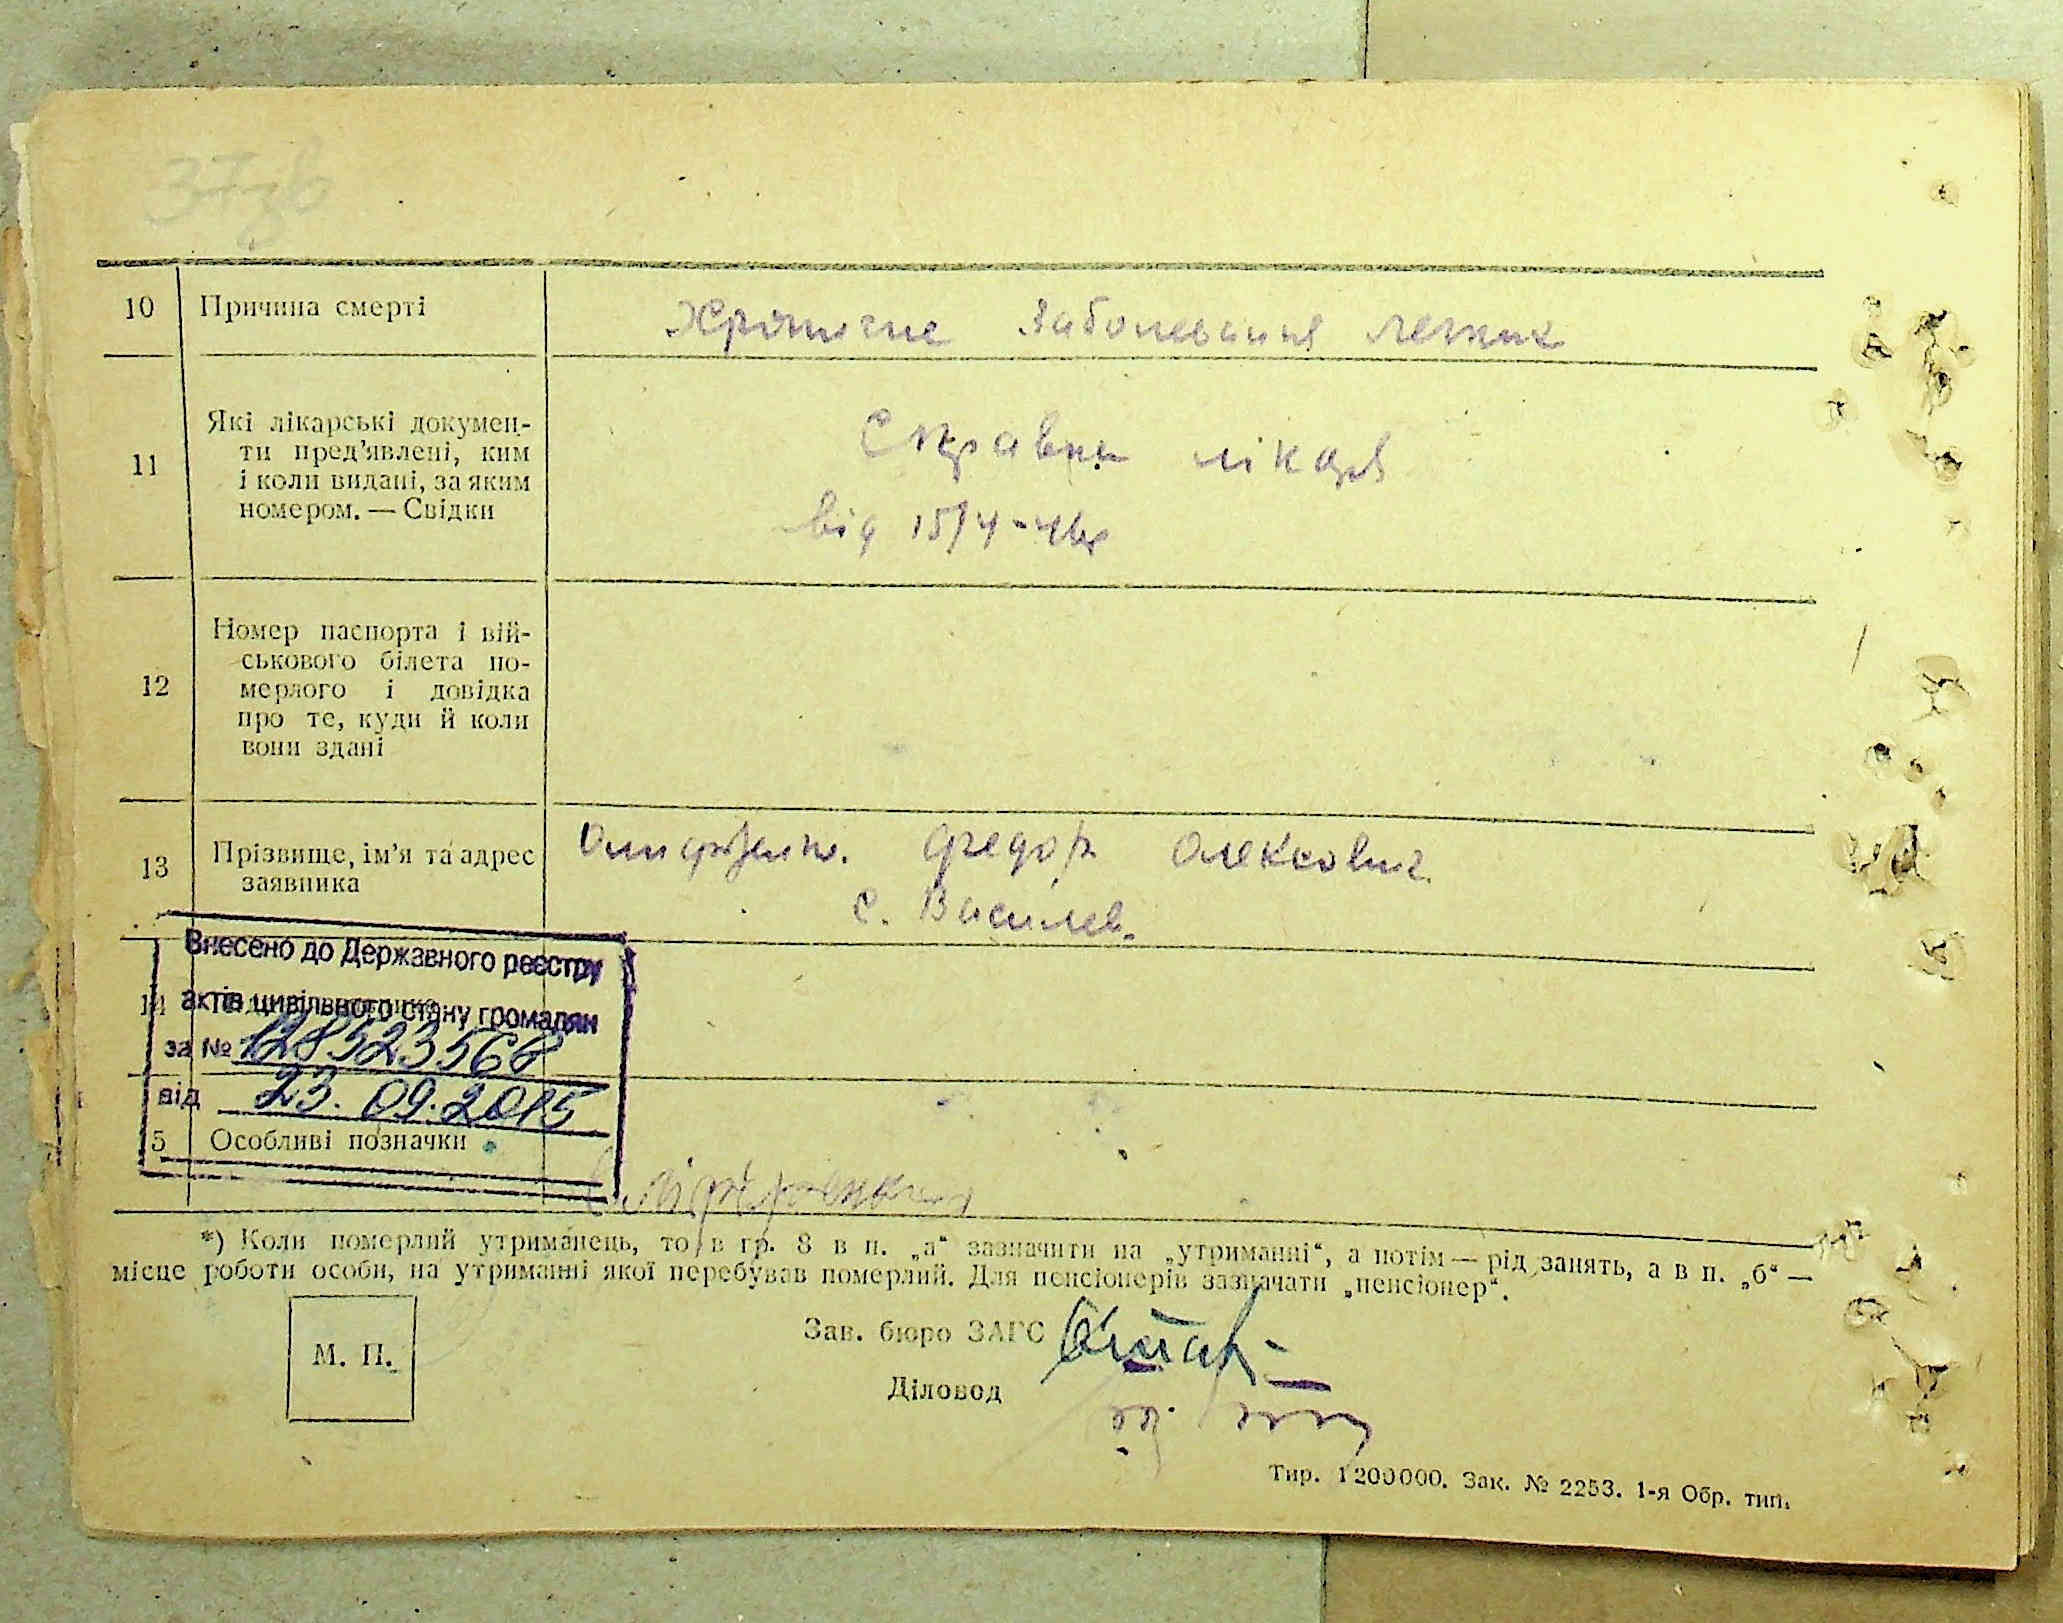 37зв
10 Причина смерті
Хроничне заболевания легких
11 Які лікарські докумен-
ти пред'явлені, ким
і коли видані, за яким
номером. — Свідки
Справка лікаря
від 15/4-
12 Номер паспорта і вій-
ськового білета по-
мерлого і довідка
про те, куди й коли
вони здані
13 Прізвище, ім'я та адрес
заявника
Федор Олексович
с. Василев.
Внесено до Державного реєстру
14 актів цивільного стану громадян
за № 128523568
від 23.09.2015
5 Особливі позначки
*) Коли померлий утриманець, то в гр. 8 в п. „а“ зазначити на „утриманні“, а потім — рід занять, а в п. „б“ —
місце роботи особи, на утриманні якої перебував померлий. Для пенсіонерів зазначати „пенсіонер“.
Зав. бюро ЗАГС
М. П.
Діловод
Тир. 1200000. Зак. № 2253. 1-я Обр. тип.